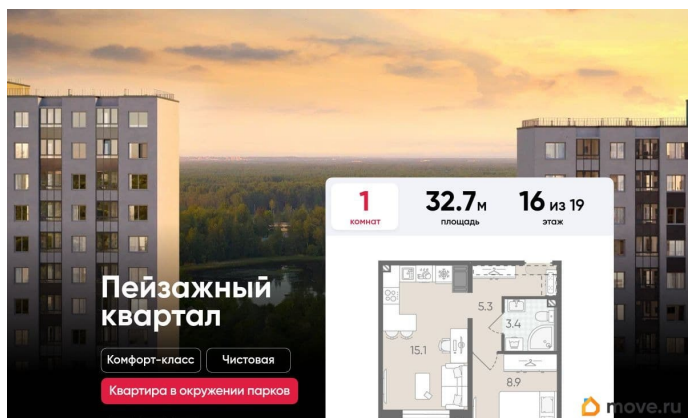 1
комнат
32.7м
площадь
16 из 19
этаж
Пейзажный
квартал
Комфорт-класс
Чистовая
Квартира в окружении парков
5.3
3.4
15.1
8.9
move.ru